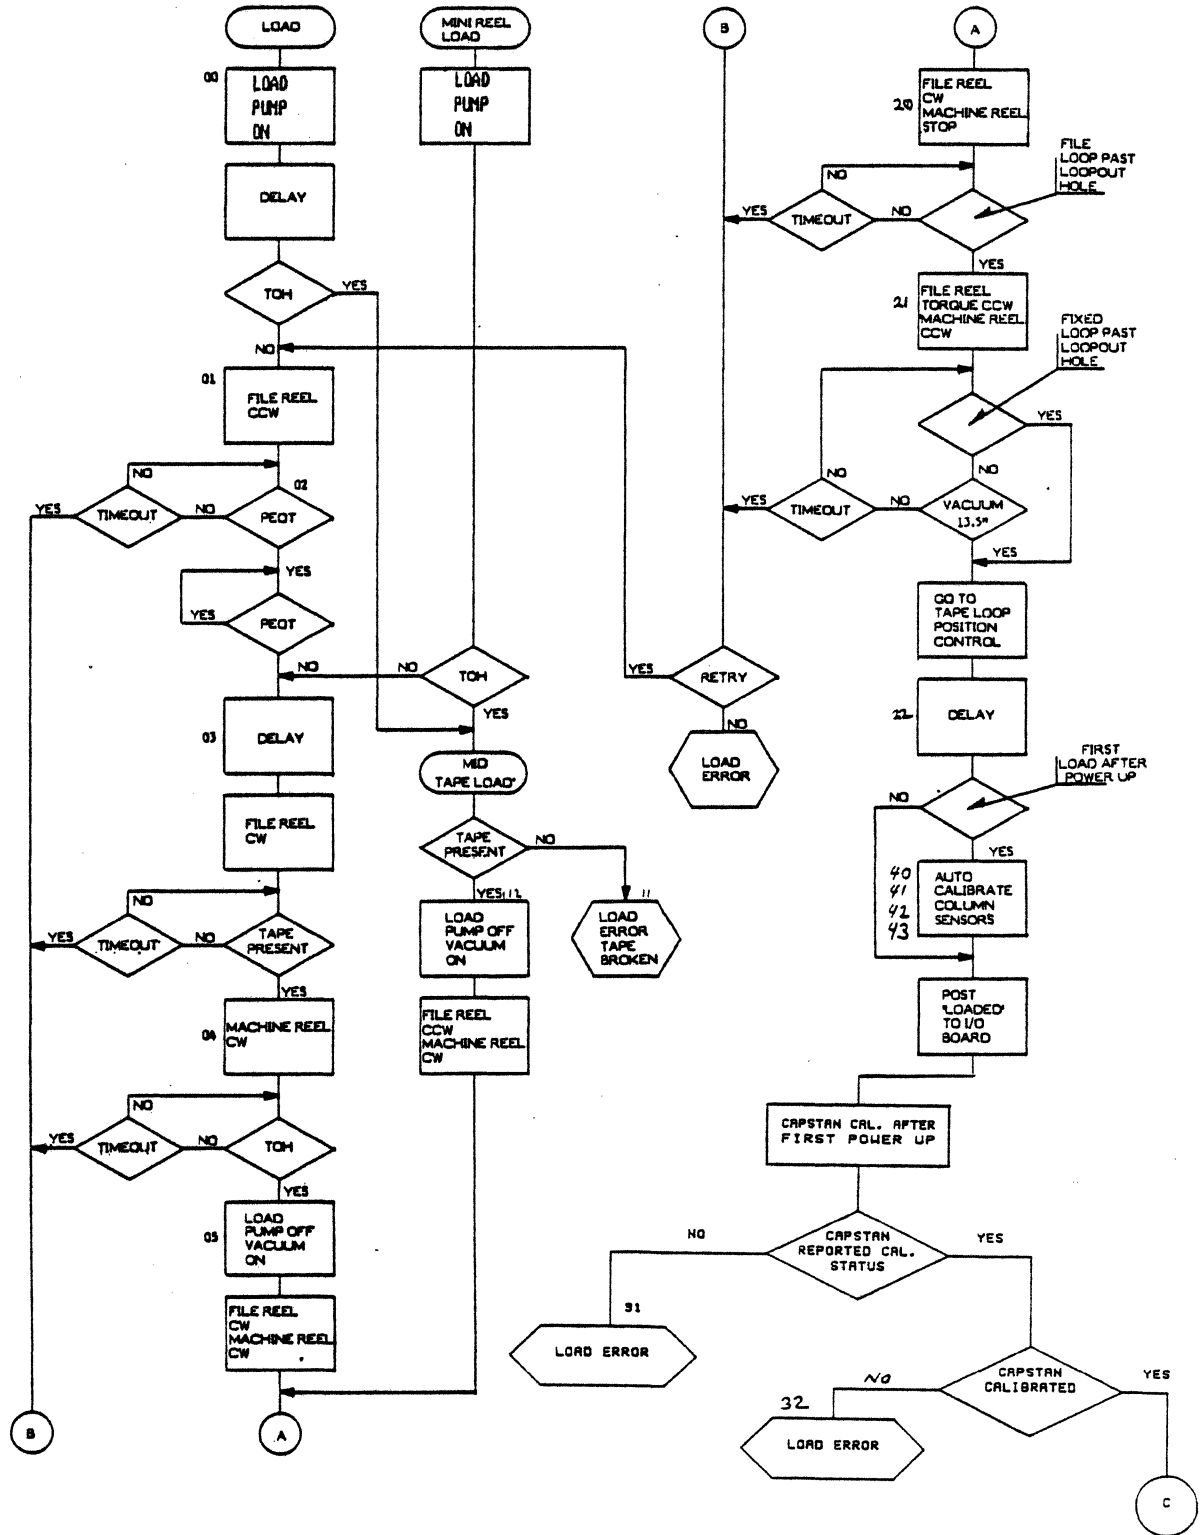 LOAD
00
LOAD
PUMP
ON
DELAY
TOH
YES
NO
01
FILE REEL
CCW
NO
02
YES
TIMEOUT
NO
PEOT
YES
YES
PEOT
NO
03
DELAY
FILE REEL
CW
NO
YES
TIMEOUT
NO
TAPE
PRESENT
YES
04
MACHINE REEL
CW
NO
YES
TIMEOUT
NO
TOH
YES
05
LOAD
PUMP OFF
VACUUM
ON
FILE REEL
CW
MACHINE REEL
CW
B
A
MINI REEL
LOAD
LOAD
PUMP
ON
NO
TOH
YES
MID
TAPE LOAD'
TAPE
PRESENT
NO
YES
12
LOAD
PUMP OFF
VACUUM
ON
FILE REEL
CCW
MACHINE REEL
CW
11
LOAD
ERROR
TAPE
BROKEN
B
YES
RETRY
NO
LOAD
ERROR
A
20
FILE REEL
CW
MACHINE REEL
STOP
FILE
LOOP PAST
LOOPOUT
HOLE
NO
YES
TIMEOUT
NO
YES
21
FILE REEL
TORQUE CCW
MACHINE REEL
CCW
FIXED
LOOP PAST
LOOPOUT
HOLE
YES
NO
NO
YES
TIMEOUT
NO
VACUUM
13.5"
YES
GO TO
TAPE LOOP
POSITION
CONTROL
22
DELAY
FIRST
LOAD AFTER
POWER UP
NO
YES
40
41
42
43
AUTO
CALIBRATE
COLUMN
SENSORS
POST
'LOADED'
TO I/O
BOARD
CAPSTAN CAL. AFTER
FIRST POWER UP
NO
CAPSTAN
REPORTED CAL.
STATUS
YES
31
LOAD ERROR
NO
CAPSTAN
CALIBRATED
YES
32
LOAD ERROR
C